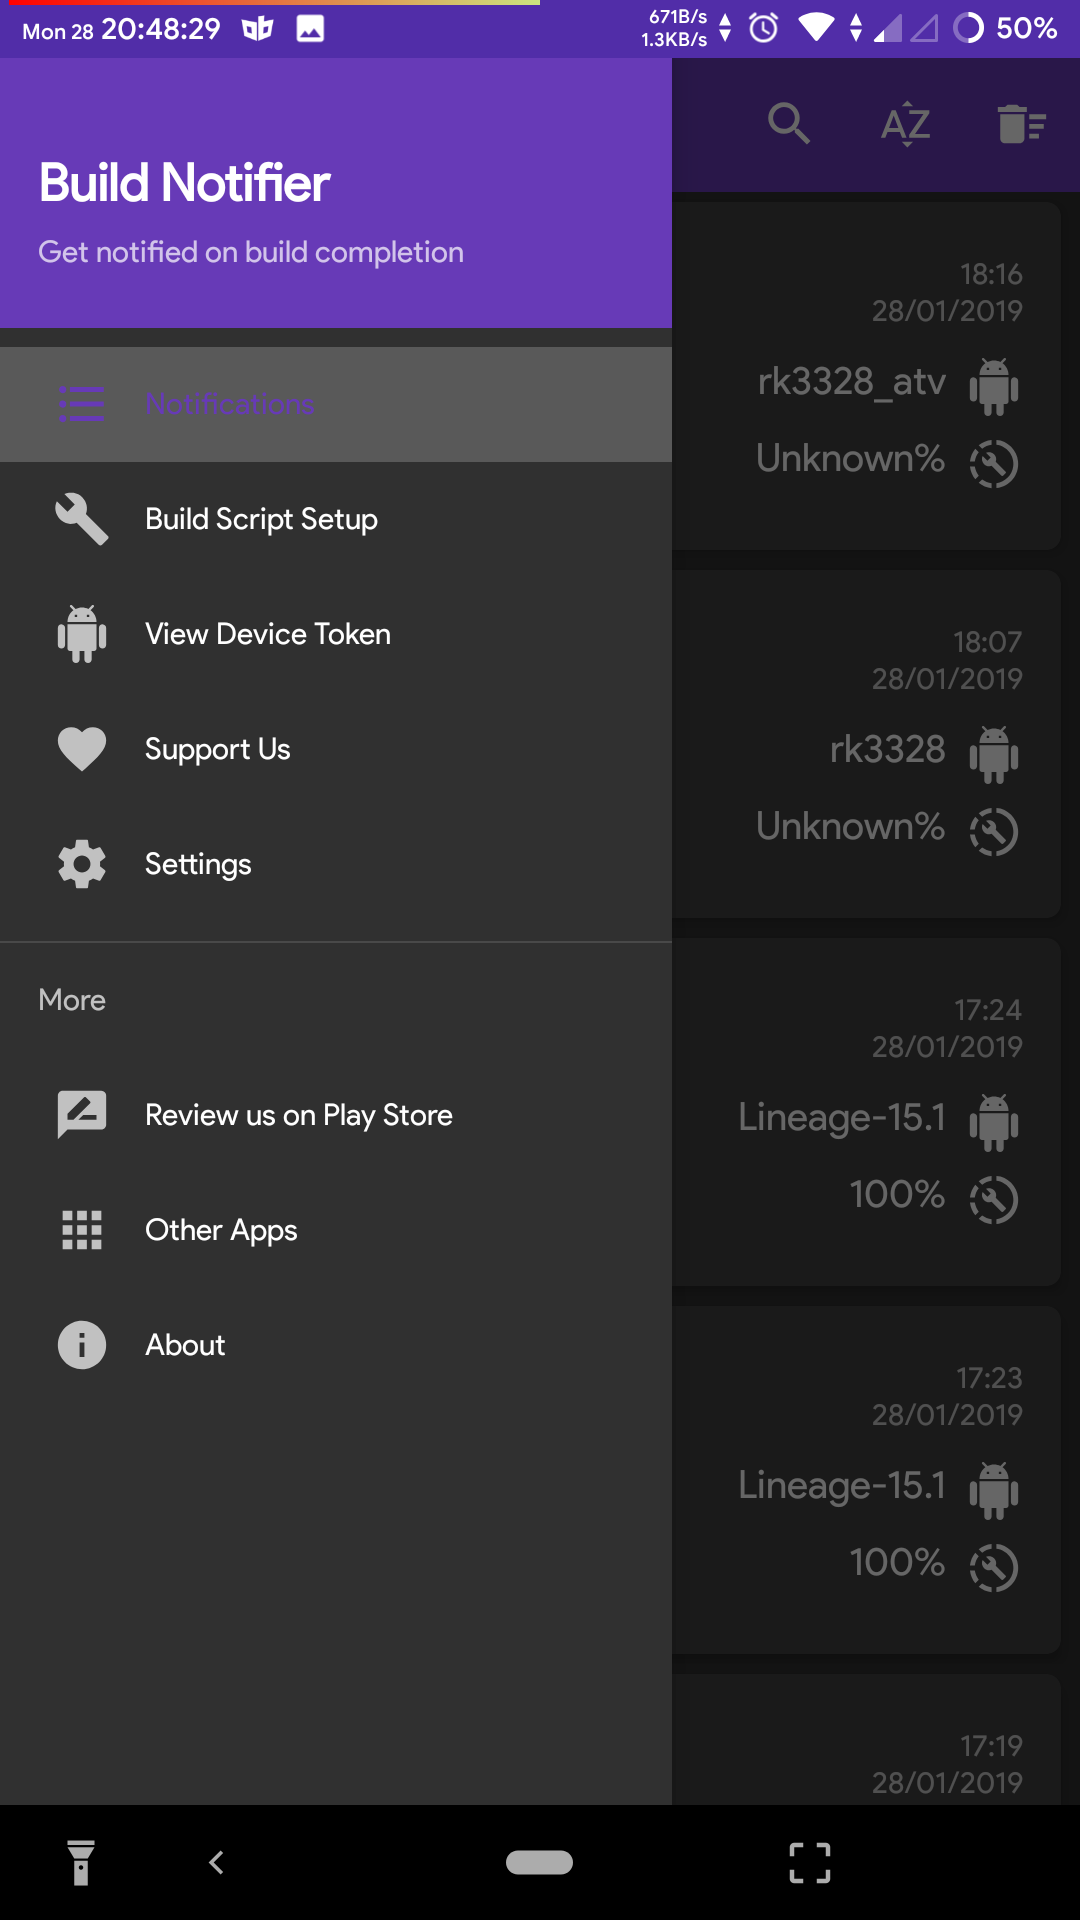 Mon 28 20:48:29
671B/s
1.3KB/s
50%
Build Notifier
Get notified on build completion
AZ
Notifications
Build Script Setup
View Device Token
Support Us
Settings
More
Review us on Play Store
Other Apps
About
18:16
28/01/2019
rk3328_atv
Unknown%
18:07
28/01/2019
rk3328
Unknown%
17:24
28/01/2019
Lineage-15.1
100%
17:23
28/01/2019
Lineage-15.1
100%
17:19
28/01/2019